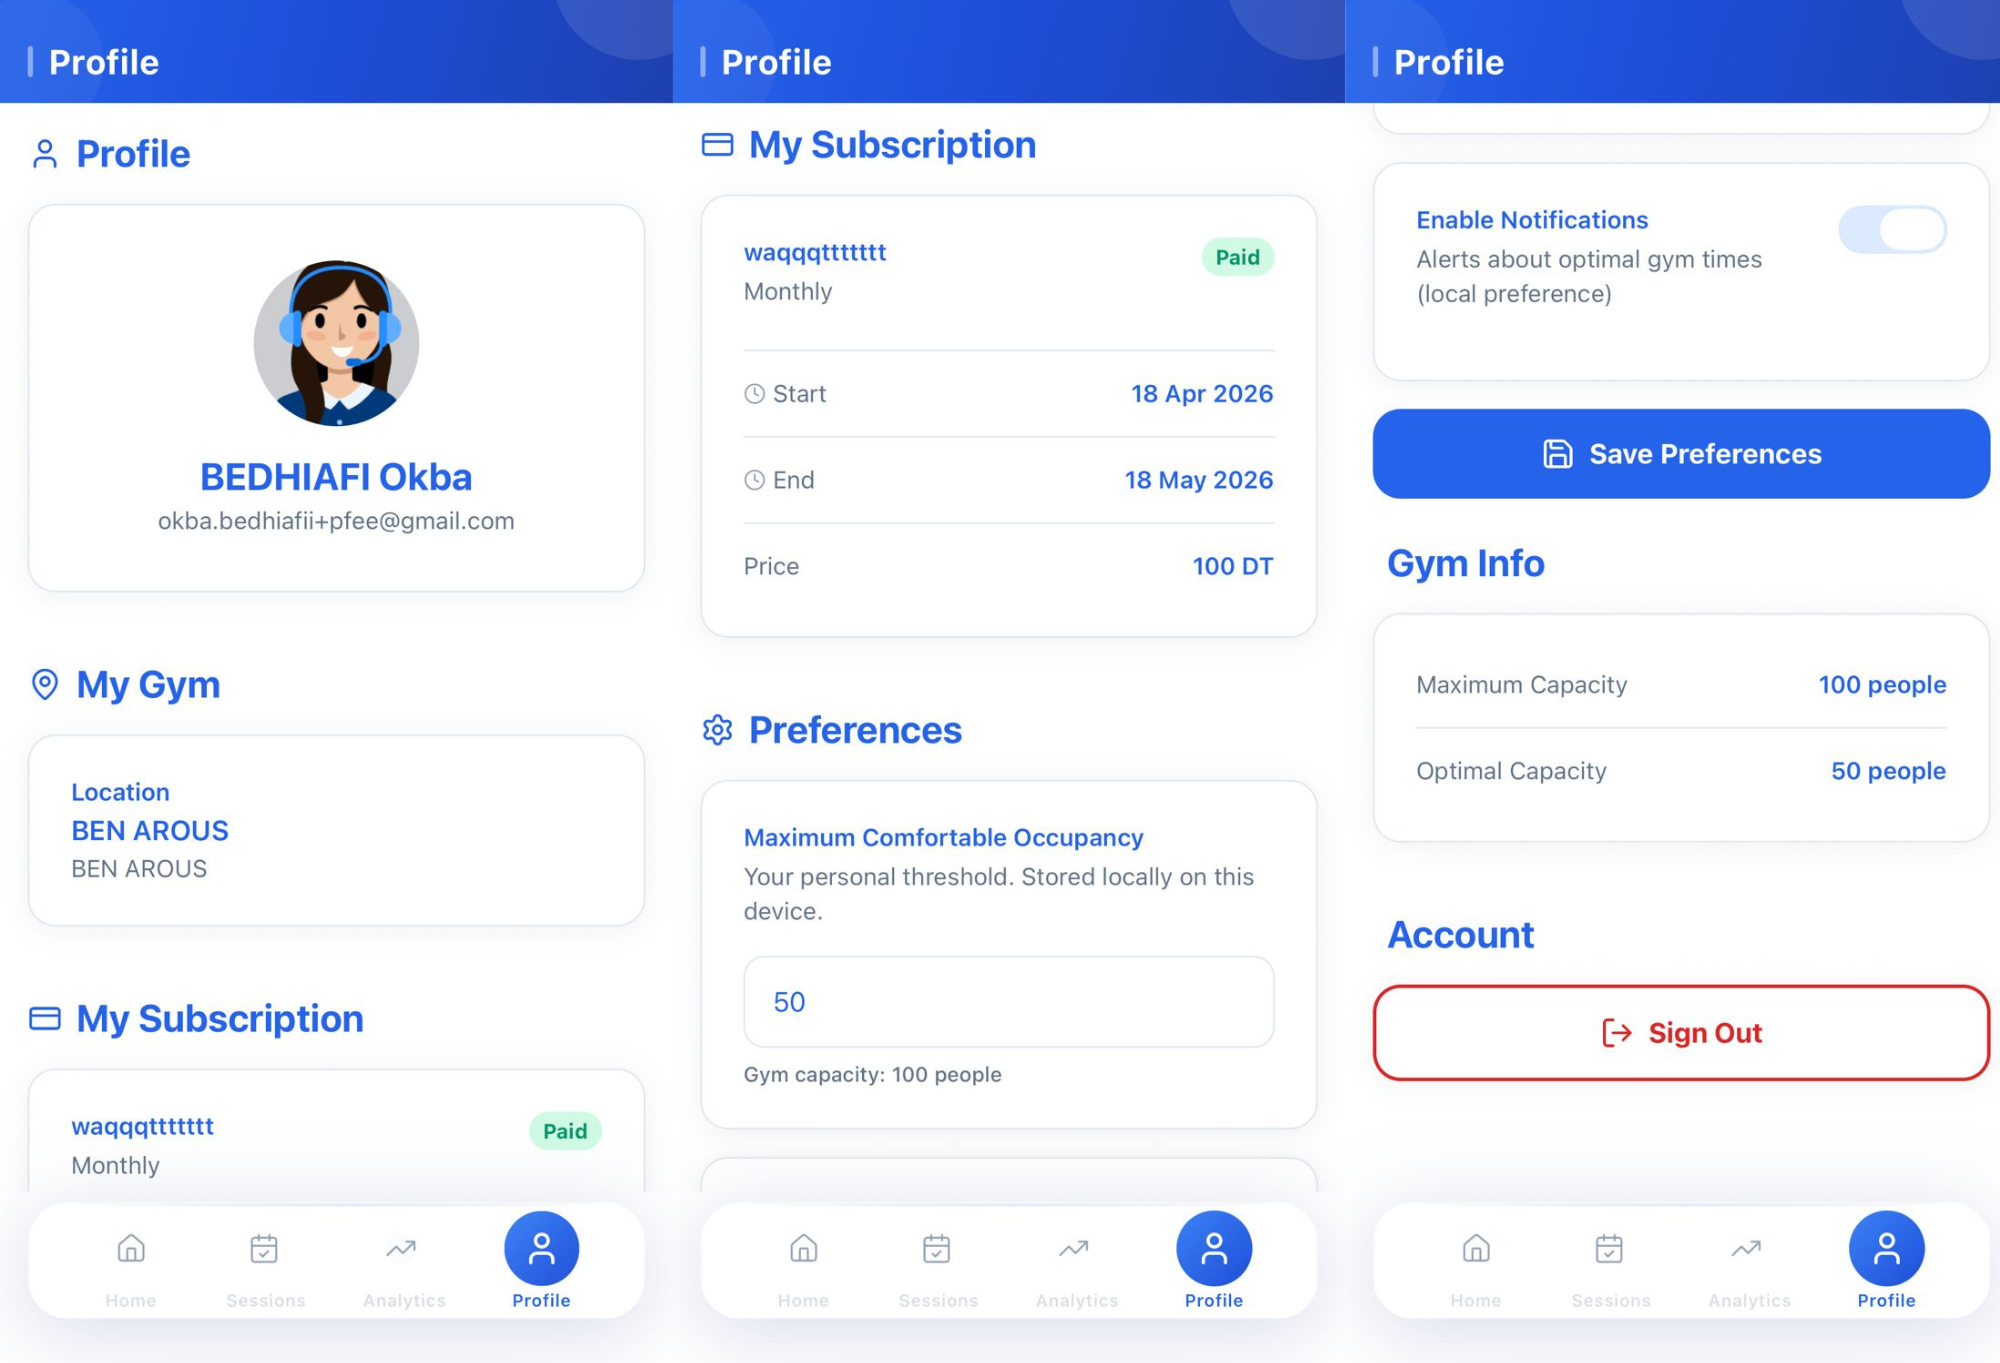 Profile
Profile
BEDHIAFI Okba
okba.bedhiafii+pfee@gmail.com
My Gym
Location
BEN AROUS
BEN AROUS
My Subscription
waqqqttttttt
Paid
Monthly
Home
Sessions
Analytics
Profile
Profile
My Subscription
waqqqttttttt
Paid
Monthly
Start
18 Apr 2026
End
18 May 2026
Price
100 DT
Preferences
Maximum Comfortable Occupancy
Your personal threshold. Stored locally on this
device.
50
Gym capacity: 100 people
Home
Sessions
Analytics
Profile
Profile
Enable Notifications
Alerts about optimal gym times
(local preference)
Save Preferences
Gym Info
Maximum Capacity
100 people
Optimal Capacity
50 people
Account
Sign Out
Home
Sessions
Analytics
Profile